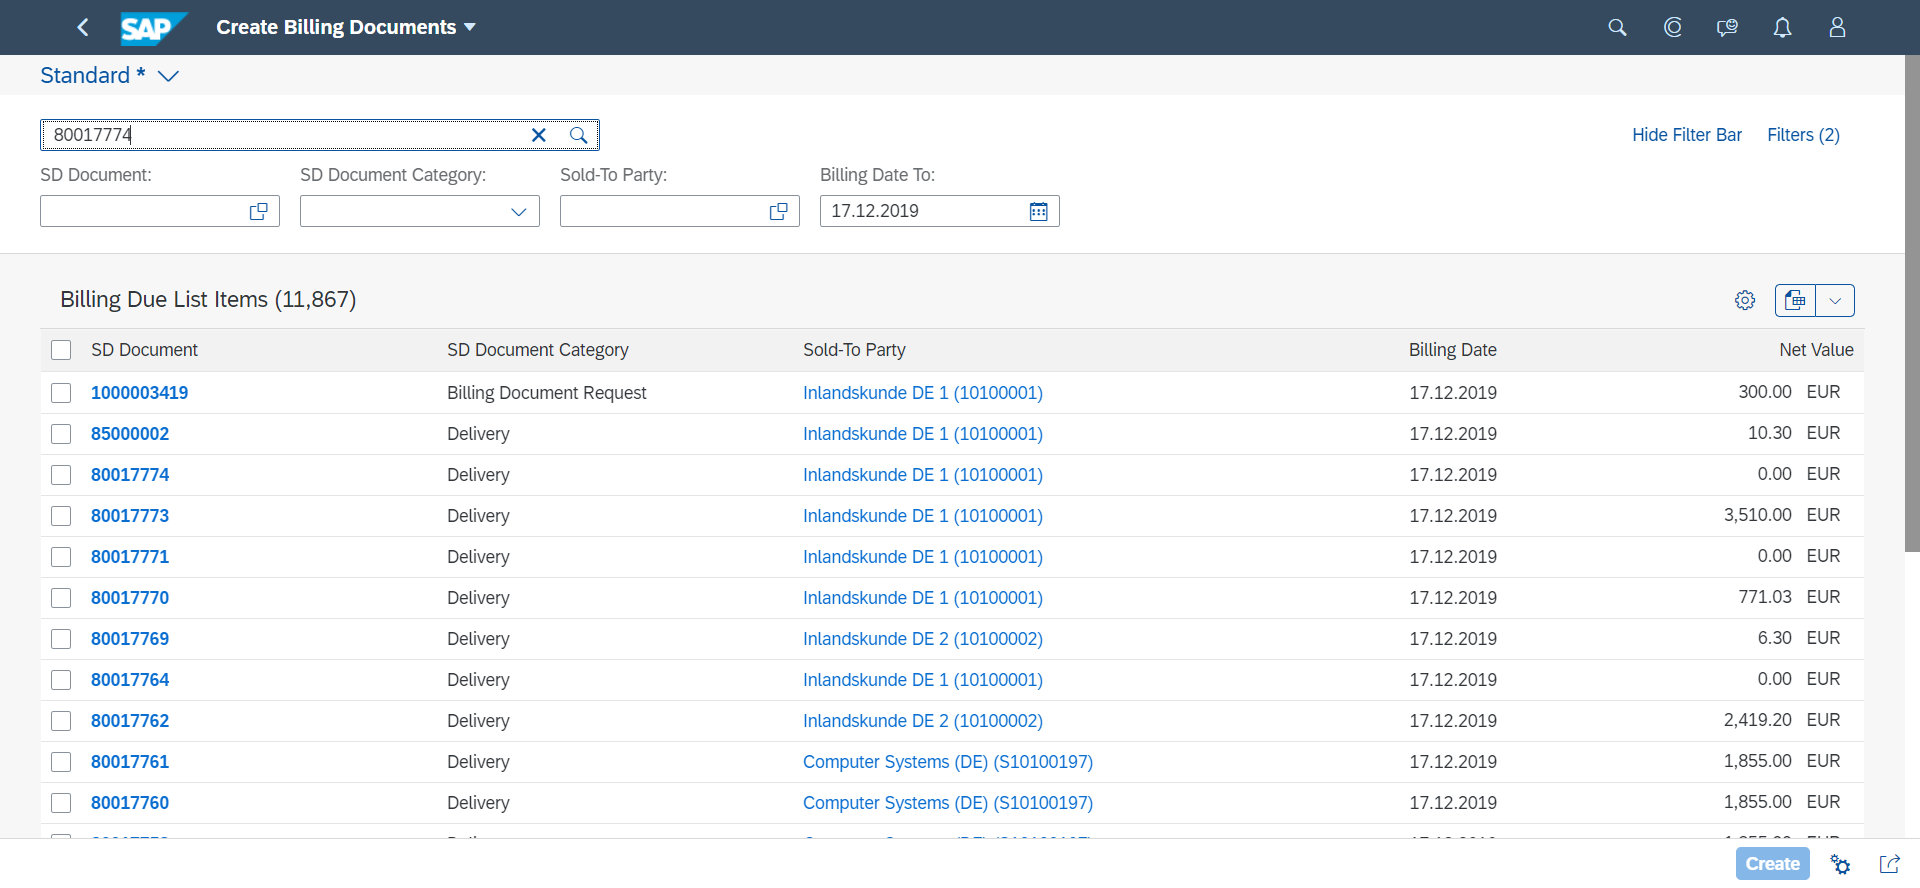 SAP Create Billing Documents
Standard *
80017774
Hide Filter Bar Filters (2)
SD Document: SD Document Category: Sold-To Party: Billing Date To:
17.12.2019
Billing Due List Items (11,867)
SD Document SD Document Category Sold-To Party Billing Date Net Value
1000003419 Billing Document Request Inlandskunde DE 1 (10100001) 17.12.2019 300.00 EUR
85000002 Delivery Inlandskunde DE 1 (10100001) 17.12.2019 10.30 EUR
80017774 Delivery Inlandskunde DE 1 (10100001) 17.12.2019 0.00 EUR
80017773 Delivery Inlandskunde DE 1 (10100001) 17.12.2019 3,510.00 EUR
80017771 Delivery Inlandskunde DE 1 (10100001) 17.12.2019 0.00 EUR
80017770 Delivery Inlandskunde DE 1 (10100001) 17.12.2019 771.03 EUR
80017769 Delivery Inlandskunde DE 2 (10100002) 17.12.2019 6.30 EUR
80017764 Delivery Inlandskunde DE 1 (10100001) 17.12.2019 0.00 EUR
80017762 Delivery Inlandskunde DE 2 (10100002) 17.12.2019 2,419.20 EUR
80017761 Delivery Computer Systems (DE) (S10100197) 17.12.2019 1,855.00 EUR
80017760 Delivery Computer Systems (DE) (S10100197) 17.12.2019 1,855.00 EUR
Create